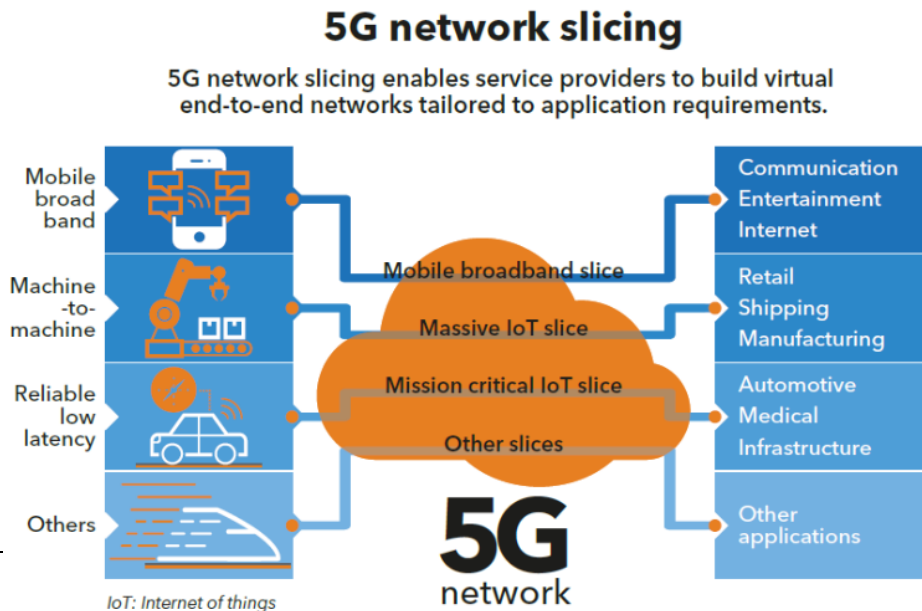 5G network slicing
5G network slicing enables service providers to build virtual
end-to-end networks tailored to application requirements.
Mobile
broad
band
Mobile broadband slice
Communication
Entertainment
Internet
Machine
-to-
machine
Massive IoT slice
Retail
Shipping
Manufacturing
Reliable
low
latency
Mission critical IoT slice
Automotive
Medical
Infrastructure
Others
Other slices
Other
applications
5G
network
IoT: Internet of things